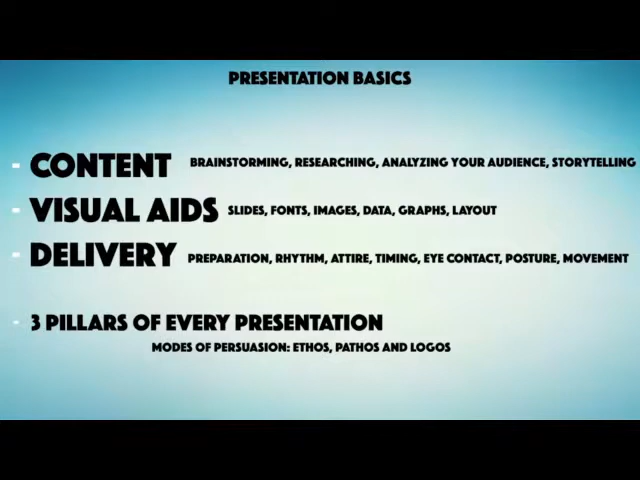 PRESENTATION BASICS
- CONTENT BRAINSTORMING, RESEARCHING, ANALYZING YOUR AUDIENCE, STORYTELLING
- VISUAL AIDS SLIDES, FONTS, IMAGES, DATA, GRAPHS, LAYOUT
- DELIVERY PREPARATION, RHYTHM, ATTIRE, TIMING, EYE CONTACT, POSTURE, MOVEMENT
- 3 PILLARS OF EVERY PRESENTATION
MODES OF PERSUASION: ETHOS, PATHOS AND LOGOS